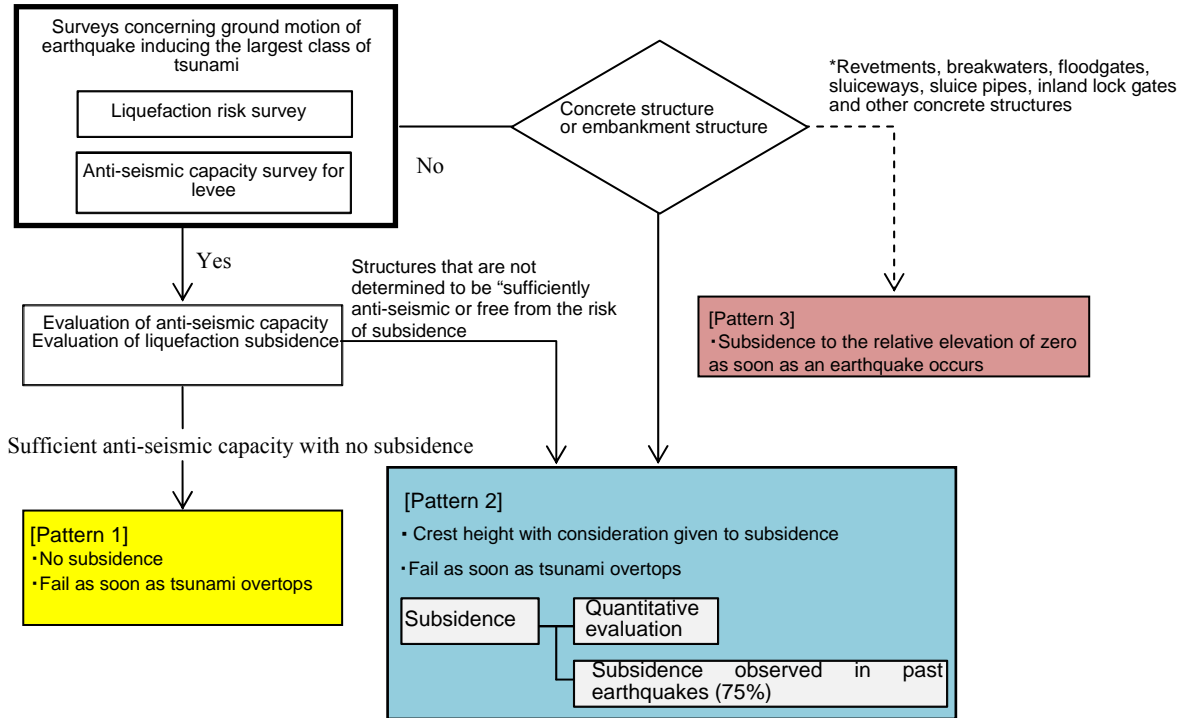 Surveys concerning ground motion of
earthquake inducing the largest class of
tsunami
Liquefaction risk survey
Anti-seismic capacity survey for
levee
No
Concrete structure
or embankment structure
*Revetments, breakwaters, floodgates,
sluiceways, sluice pipes, inland lock gates
and other concrete structures
Yes
Structures that are not
determined to be “sufficiently
anti-seismic or free from the risk
of subsidence
Evaluation of anti-seismic capacity
Evaluation of liquefaction subsidence
[Pattern 3]
・Subsidence to the relative elevation of zero
as soon as an earthquake occurs
Sufficient anti-seismic capacity with no subsidence
[Pattern 1]
・No subsidence
・Fail as soon as tsunami overtops
[Pattern 2]
・Crest height with consideration given to subsidence
・Fail as soon as tsunami overtops
Subsidence
Quantitative
evaluation
Subsidence observed in past
earthquakes (75%)